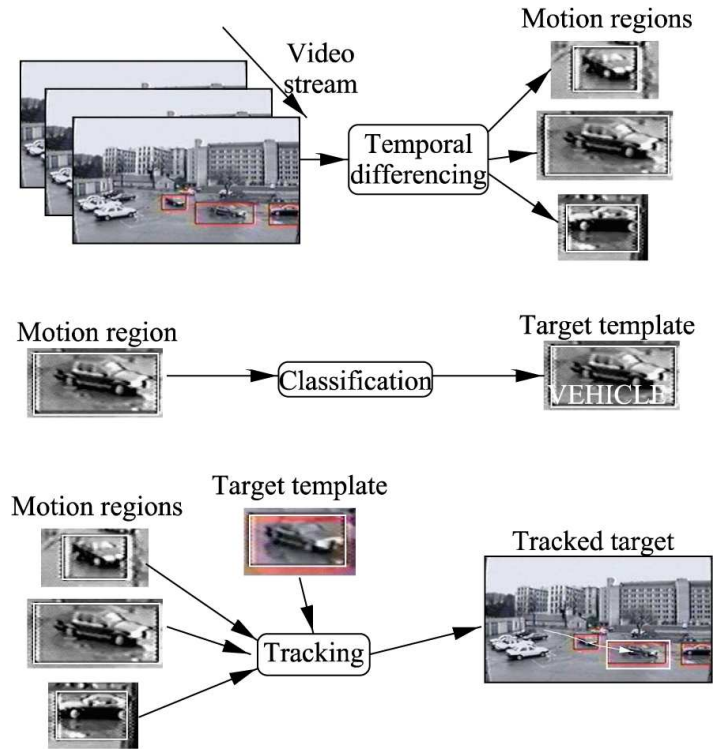 Motion regions
Video
stream
Temporal
differencing
Motion region
Target template
Classification
VEHICLE
Target template
Motion regions
Tracked target
Tracking